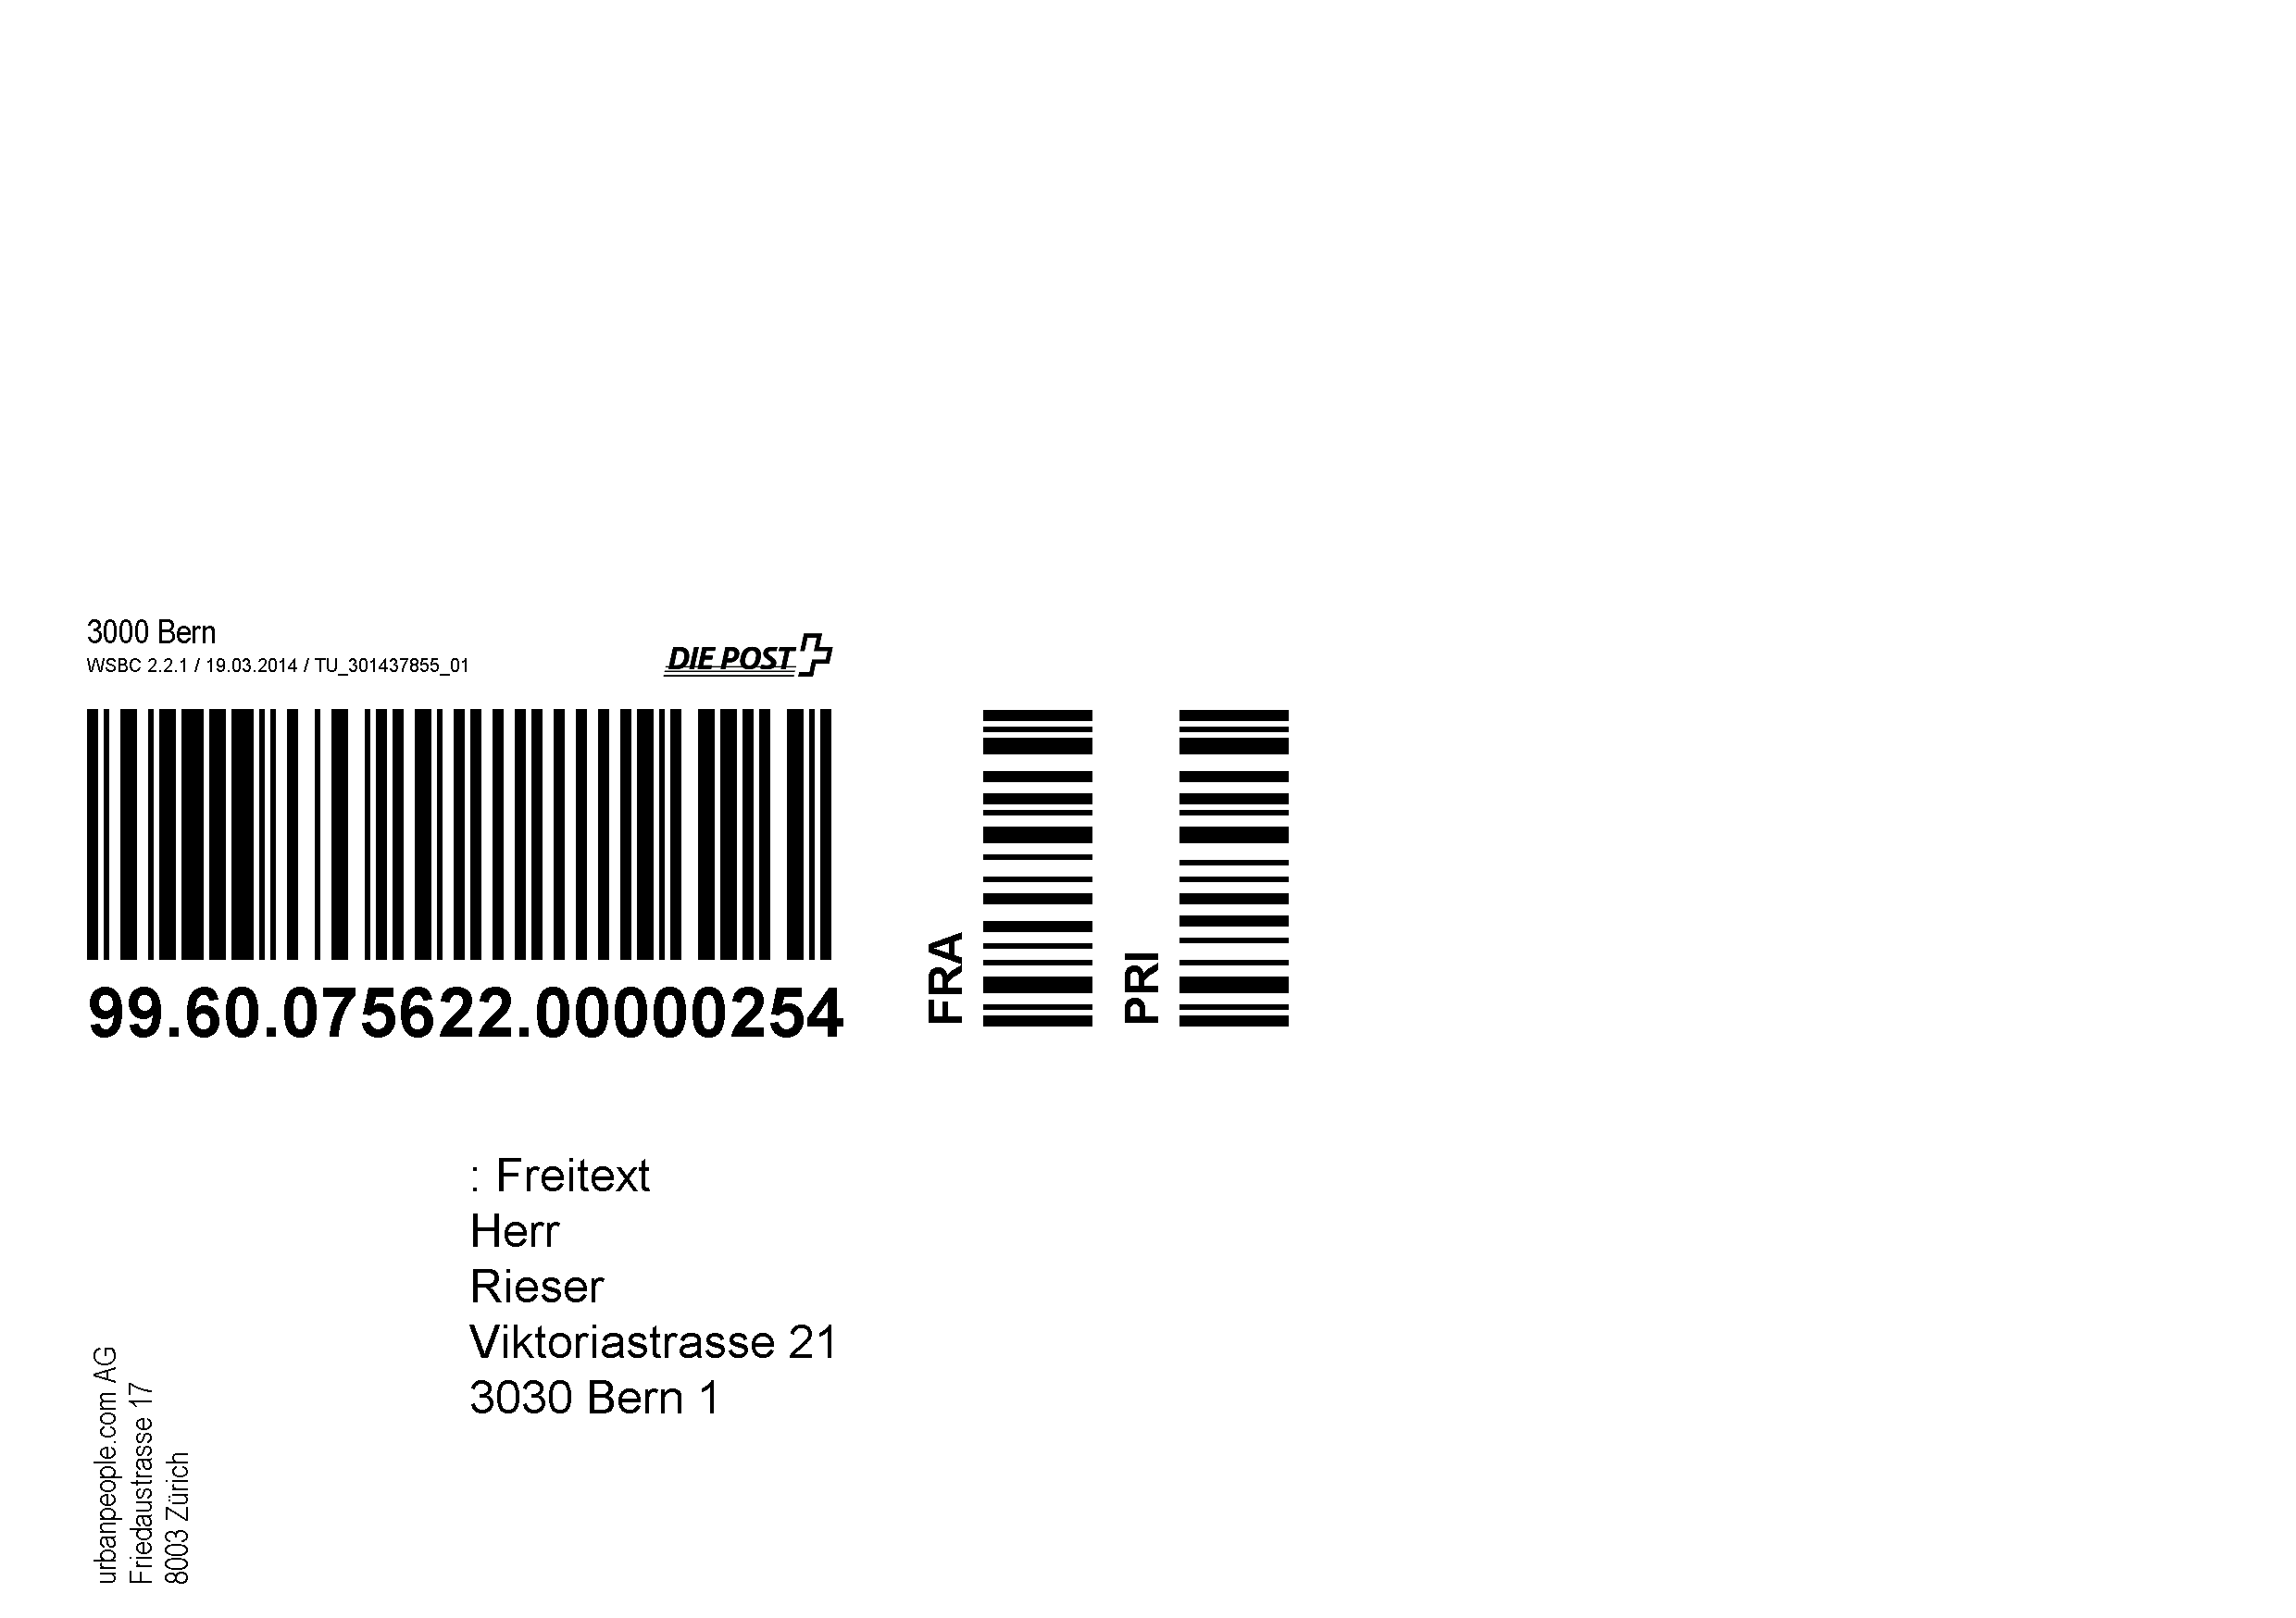 3000 Bern
WSBC 2.2.1 / 19.03.2014 / TU_301437855_01
DIE POST
99.60.075622.00000254
FRA
PRI
: Freitext
Herr
Rieser
Viktoriastrasse 21
3030 Bern 1
urbanpeople.com AG
Friedaustrasse 17
8003 Zürich